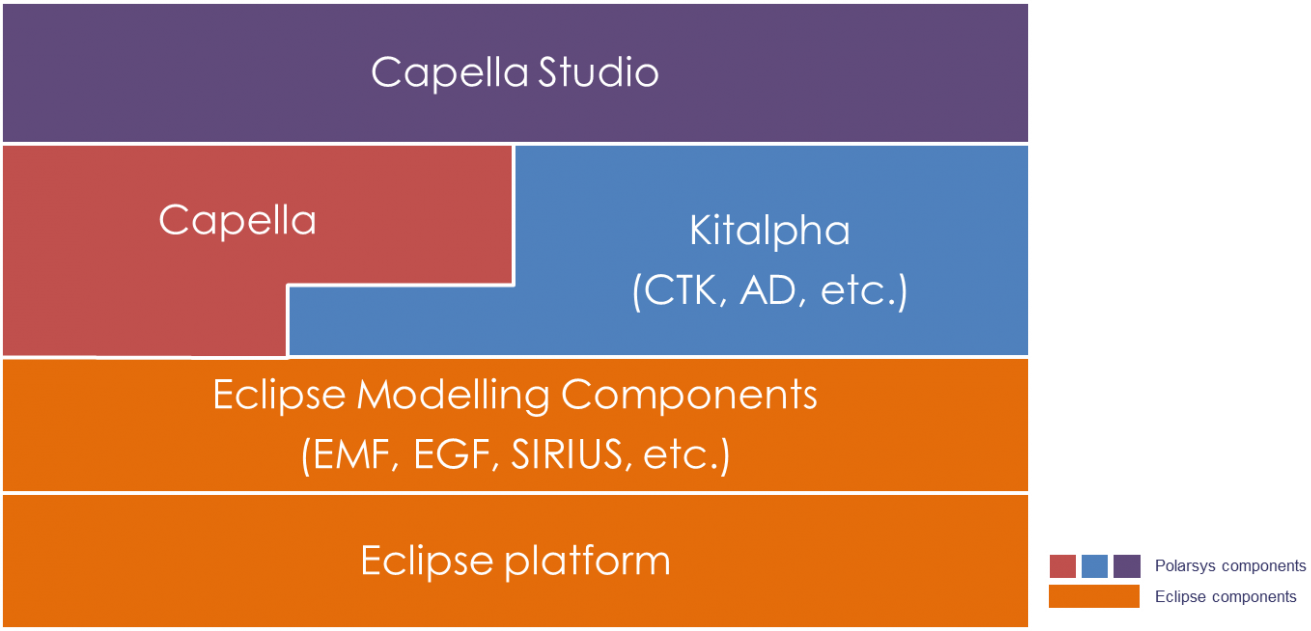 Capella Studio
Capella
Kitalpha
(CTK, AD, etc.)
Eclipse Modelling Components
(EMF, EGF, SIRIUS, etc.)
Eclipse platform
Polarsys components
Eclipse components